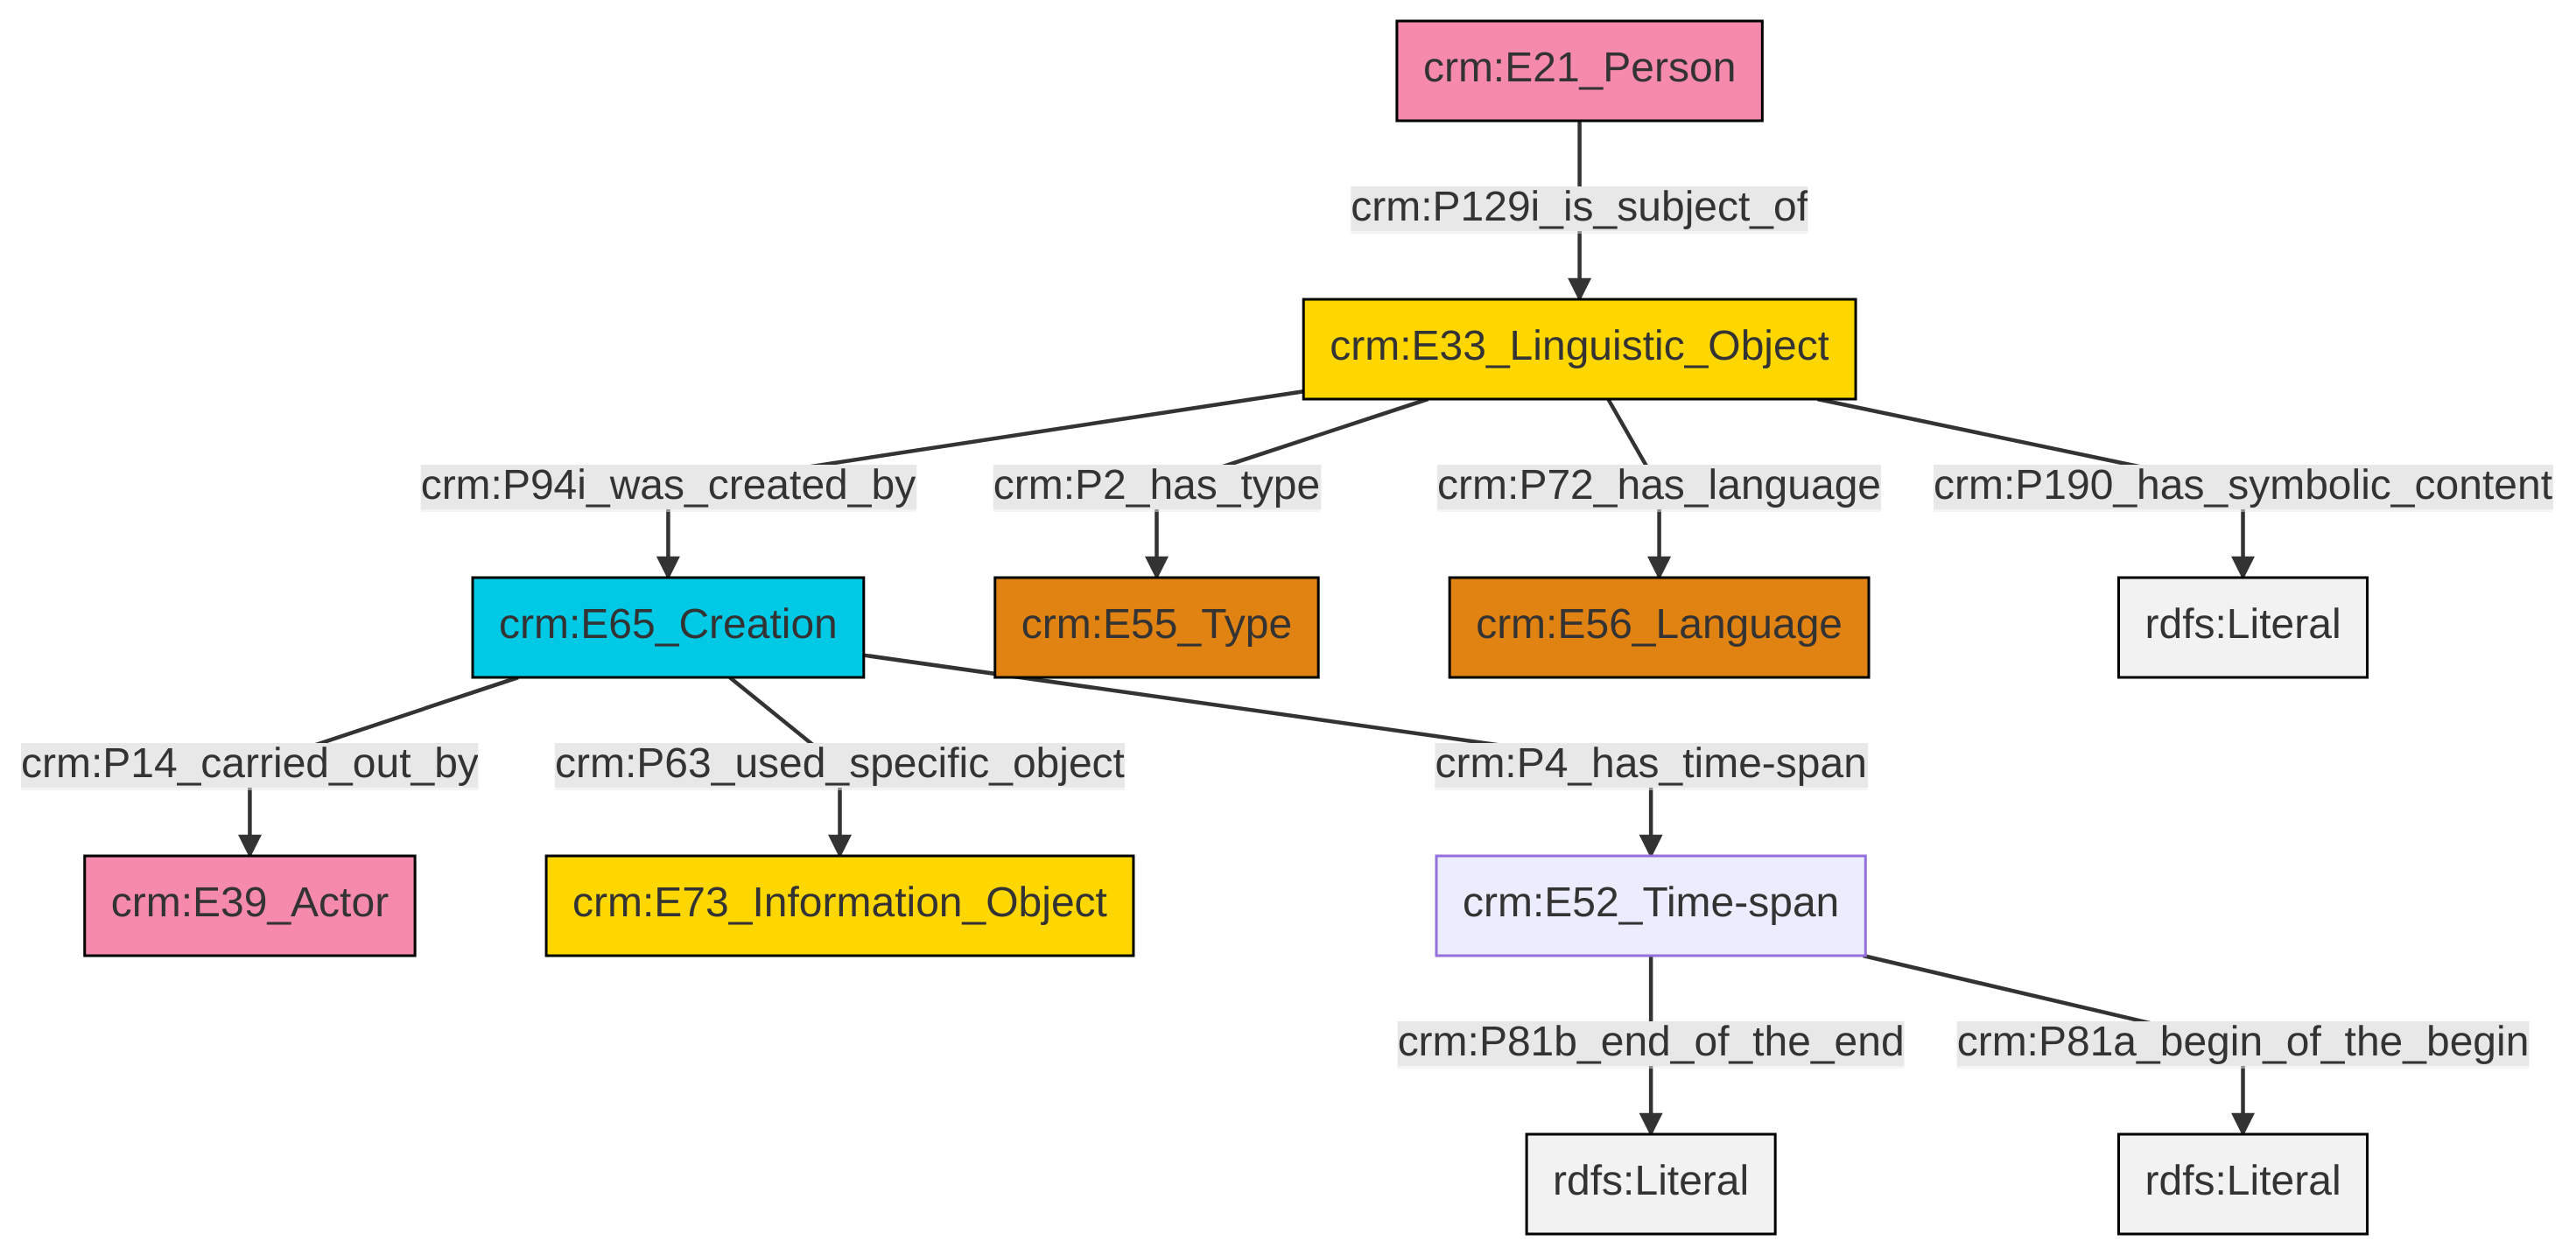 crm:E21_Person
crm:P129i_is_subject_of
crm:E33_Linguistic_Object
crm:P94i_was_created_by
crm:P2_has_type
crm:P72_has_language
crm:P190_has_symbolic_content
crm:E65_Creation
crm:E55_Type
crm:E56_Language
rdfs:Literal
crm:P14_carried_out_by
crm:P63_used_specific_object
crm:P4_has_time-span
crm:E39_Actor
crm:E73_Information_Object
crm:E52_Time-span
crm:P81b_end_of_the_end
crm:P81a_begin_of_the_begin
rdfs:Literal
rdfs:Literal